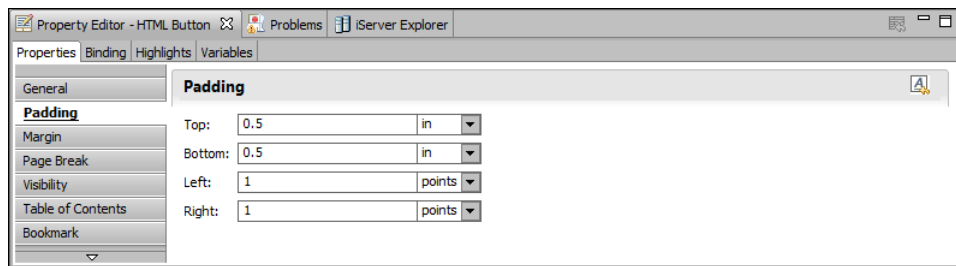 Property Editor - HTML Button Problems iServer Explorer
Properties Binding Highlights Variables
General
Padding
Margin
Page Break
Visibility
Table of Contents
Bookmark
Padding
Top: 0.5 in
Bottom: 0.5 in
Left: 1 points
Right: 1 points